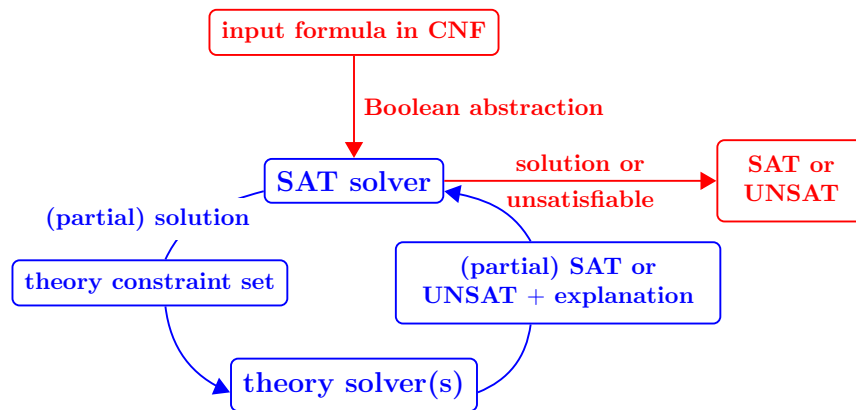 input formula in CNF
Boolean abstraction
SAT solver
solution or
unsatisfiable
SAT or
UNSAT
(partial) solution
theory constraint set
(partial) SAT or
UNSAT + explanation
theory solver(s)